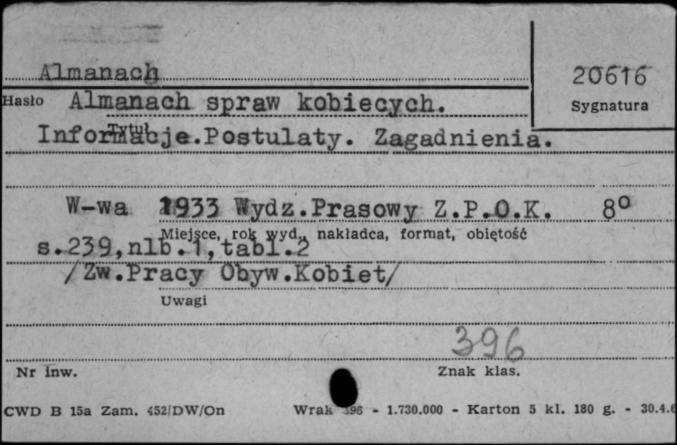 Almanach
20616
Hasło Almanach spraw kobiecych.
Sygnatura
Tytuł
Informacje.Postulaty. Zagadnienia.
W-wa 1933 Wydz.Prasowy Z.P.O.K. 8°
Miejsce, rok wyd., nakładca, format, objętość
s.239,nlb.1,tabl.2
/Zw.Pracy Obyw.Kobiet/
Uwagi
396
Nr inw. Znak klas.
CWD B 15a Zam. 452/DW/On Wrak 396 - 1.730.000 - Karton 5 kl. 180 g. - 30.4.6